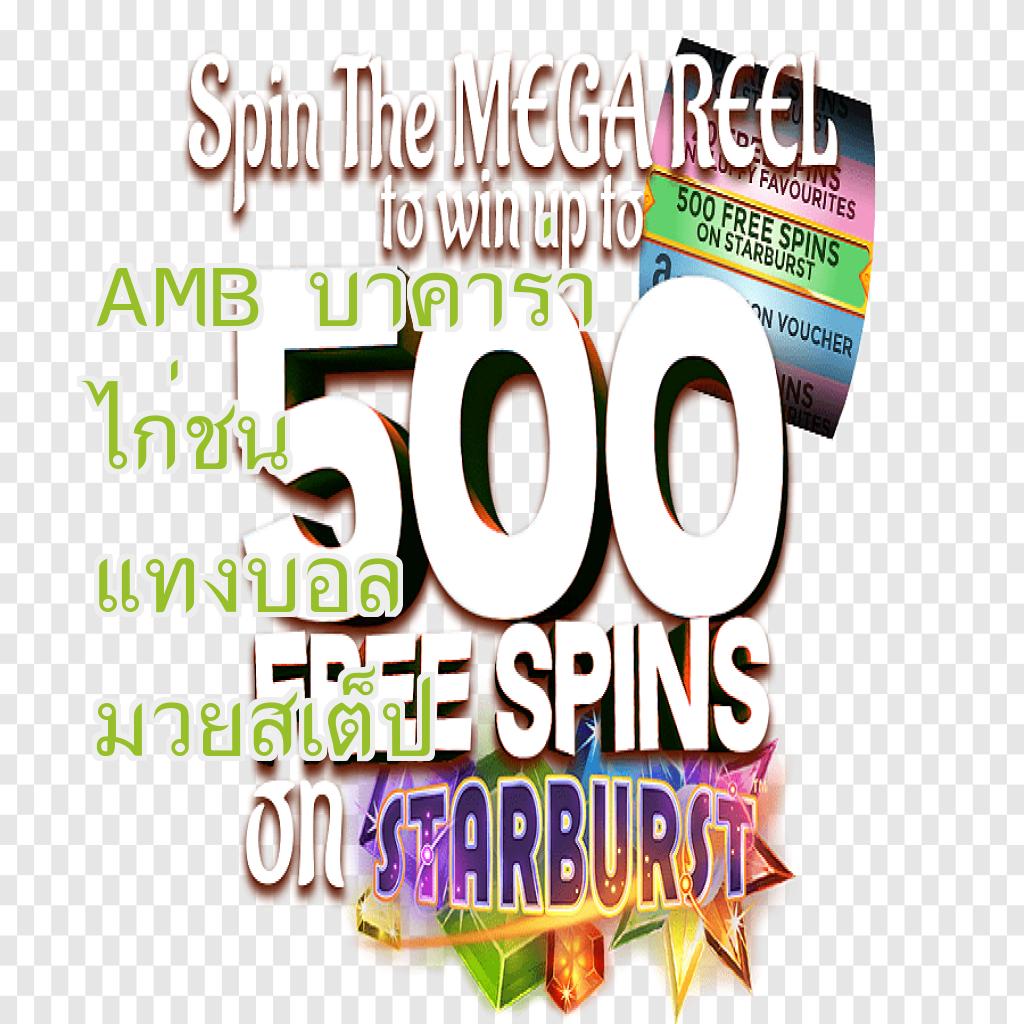 Spin The MEGA REEL
to win up to
500 FREE SPINS
ON STARBURST
VOUCHER
FAVOURITES
AMB บาคารา
500
ไก่ชน
แทงบอล
FREE SPINS
มวยสเต็ป
on STARBURST™